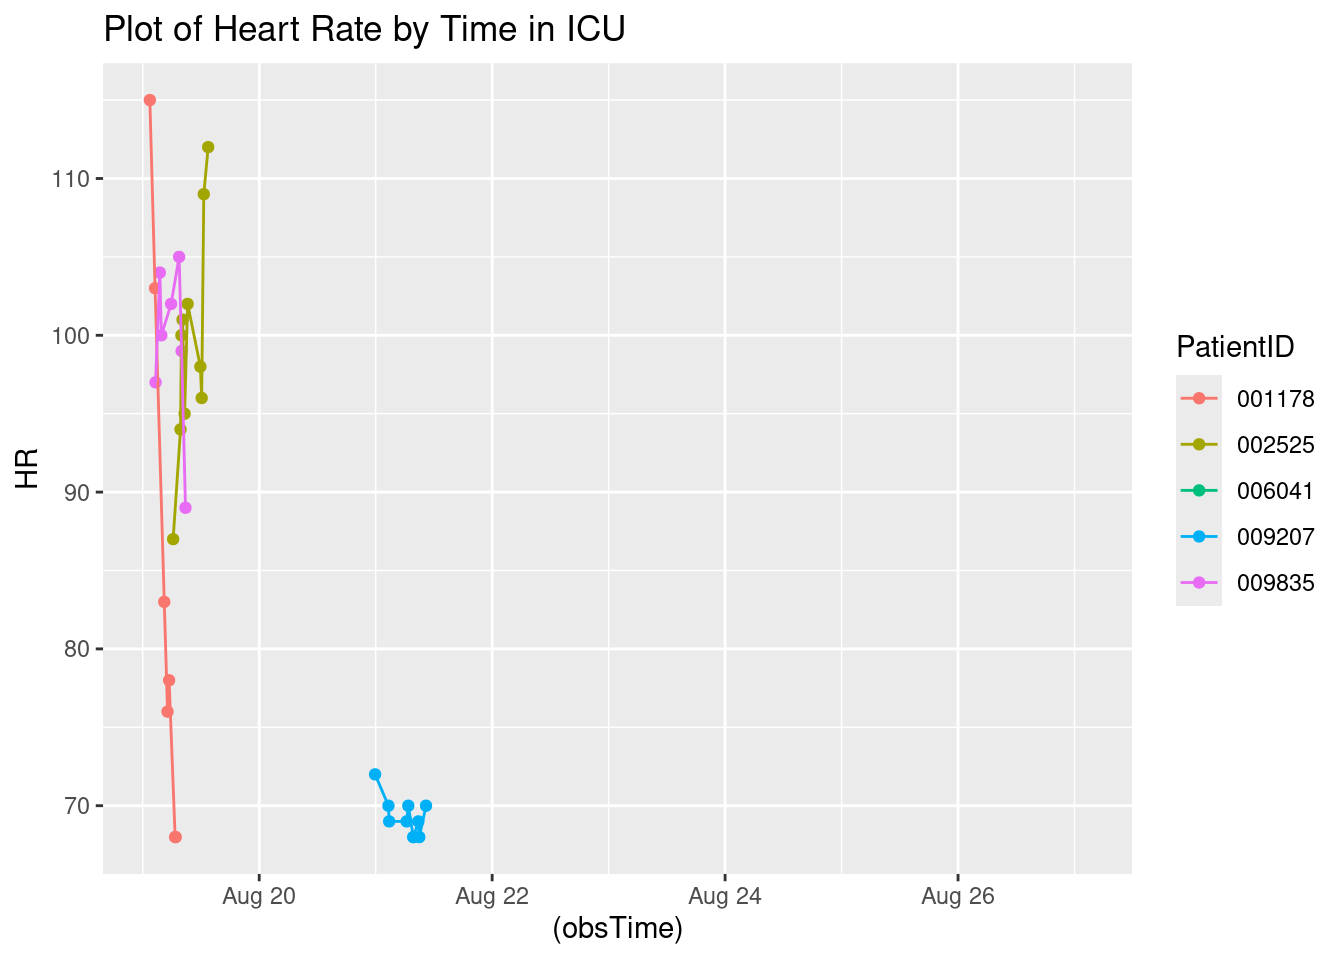 Plot of Heart Rate by Time in ICU
110
100
90
80
70
HR
Aug 20 Aug 22 Aug 24 Aug 26
(obsTime)
PatientID
001178
002525
006041
009207
009835